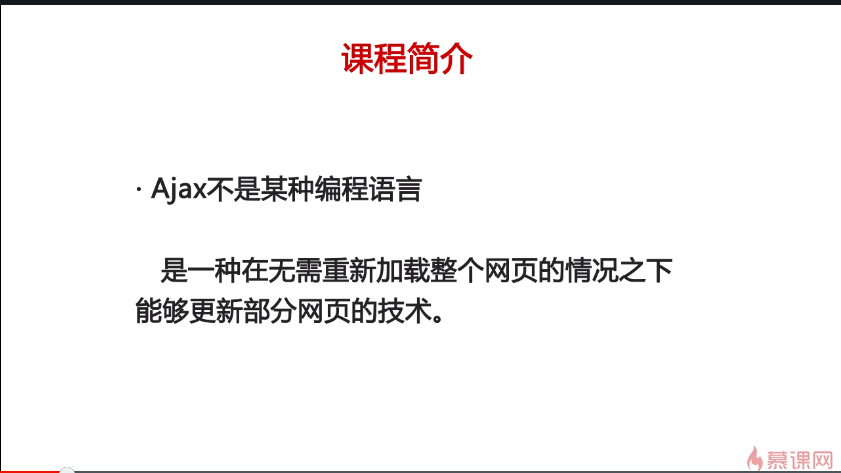 课程简介
· Ajax不是某种编程语言
是一种在无需重新加载整个网页的情况之下
能够更新部分网页的技术。
慕课网